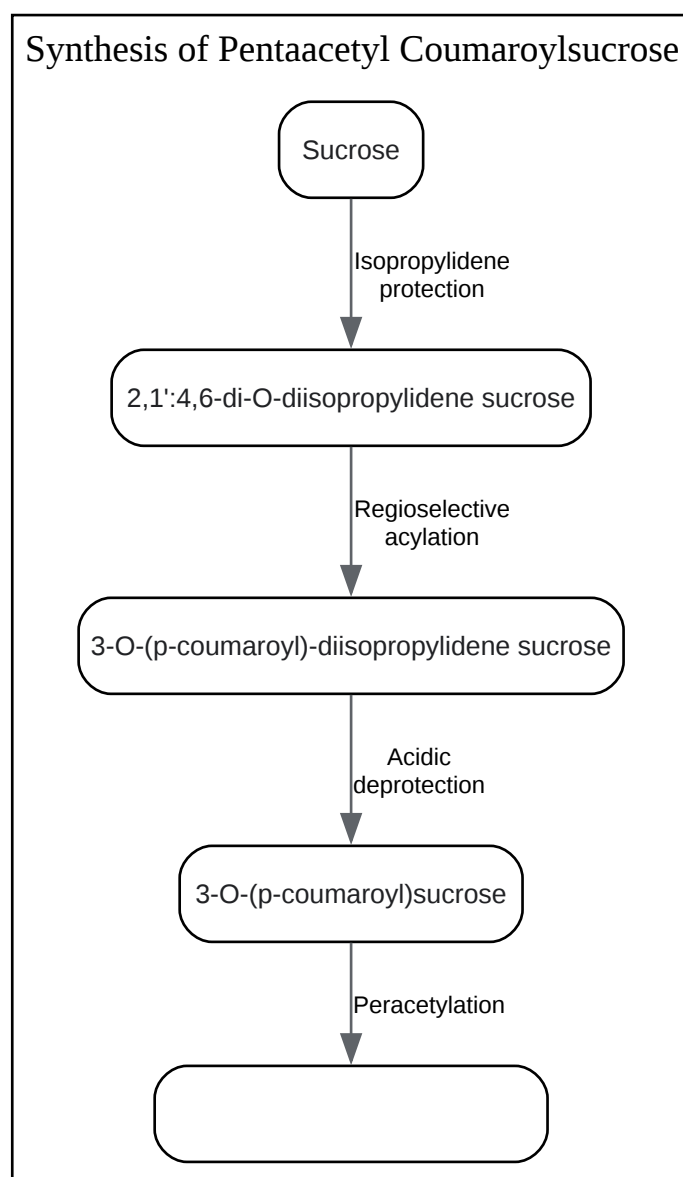 Synthesis of Pentaacetyl Coumaroylsucrose
Sucrose
Isopropylidene
protection
2,1':4,6-di-O-diisopropylidene sucrose
Regioselective
acylation
3-O-(p-coumaroyl)-diisopropylidene sucrose
Acidic
deprotection
3-O-(p-coumaroyl)sucrose
Peracetylation